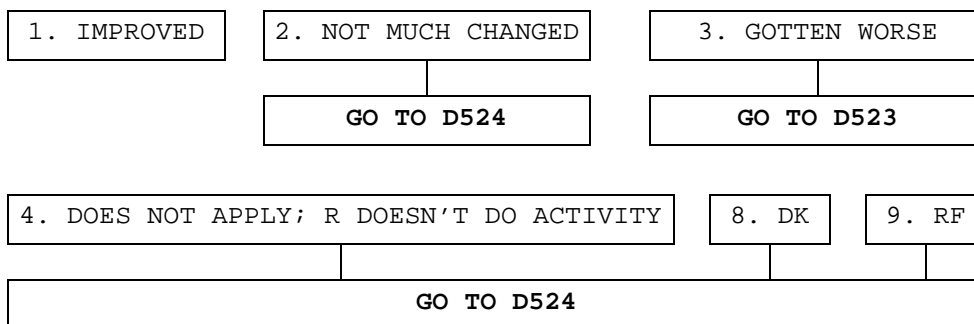 1. IMPROVED 2. NOT MUCH CHANGED 3. GOTTEN WORSE
GO TO D524 GO TO D523
4. DOES NOT APPLY; R DOESN'T DO ACTIVITY 8. DK 9. RF
GO TO D524